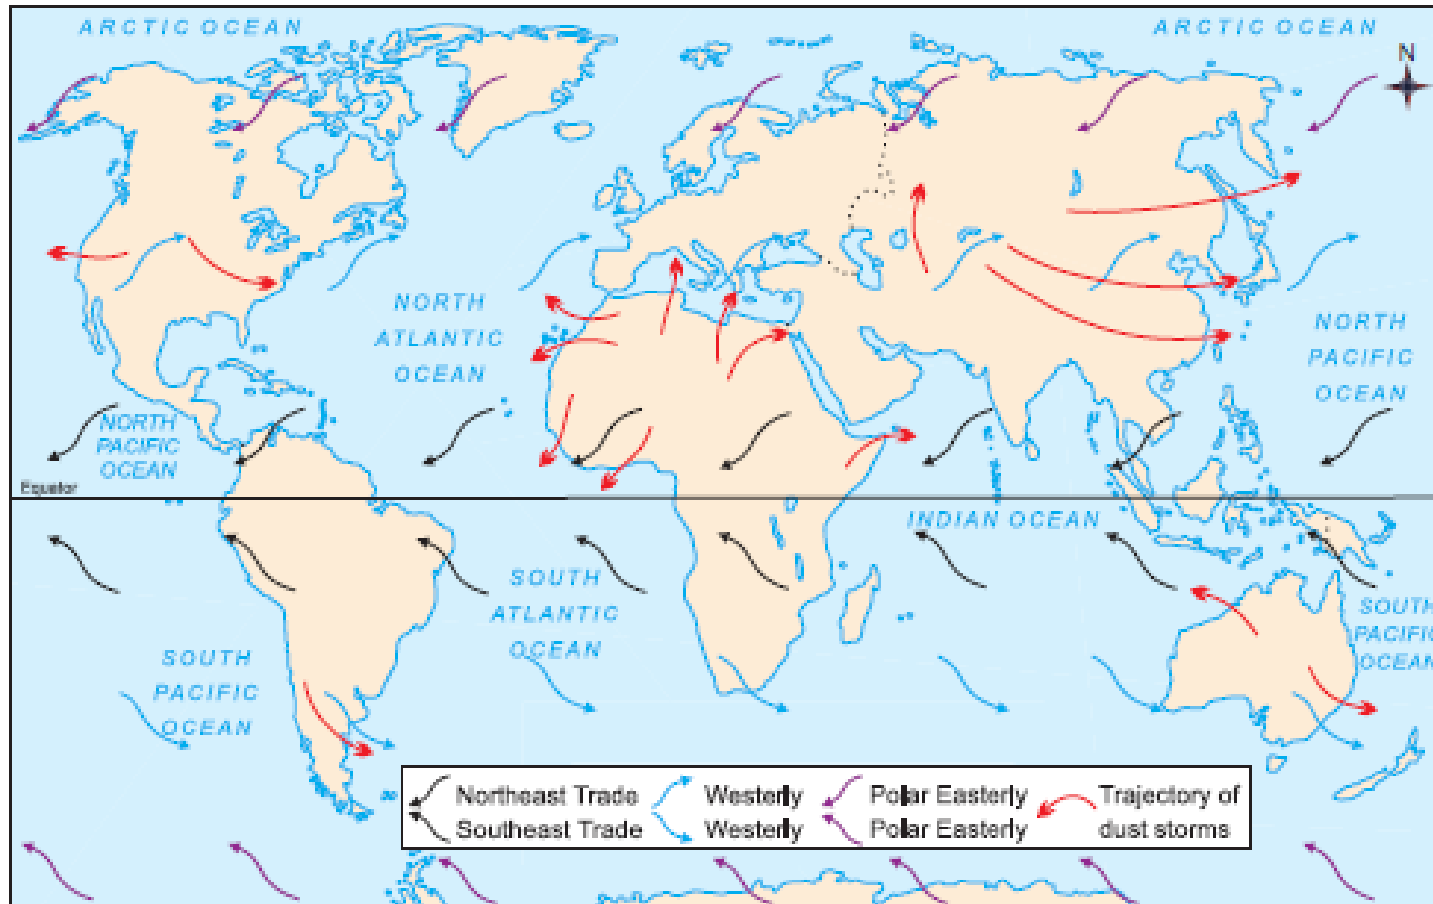 ARCTIC OCEAN
ARCTIC OCEAN
N
NORTH
ATLANTIC
OCEAN
NORTH
PACIFIC
OCEAN
NORTH
PACIFIC
OCEAN
Equator
INDIAN OCEAN
SOUTH
ATLANTIC
OCEAN
SOUTH
PACIFIC
OCEAN
SOUTH
PACIFIC
OCEAN
Northeast Trade
Southeast Trade
Westerly
Westerly
Polar Easterly
Polar Easterly
Trajectory of
dust storms